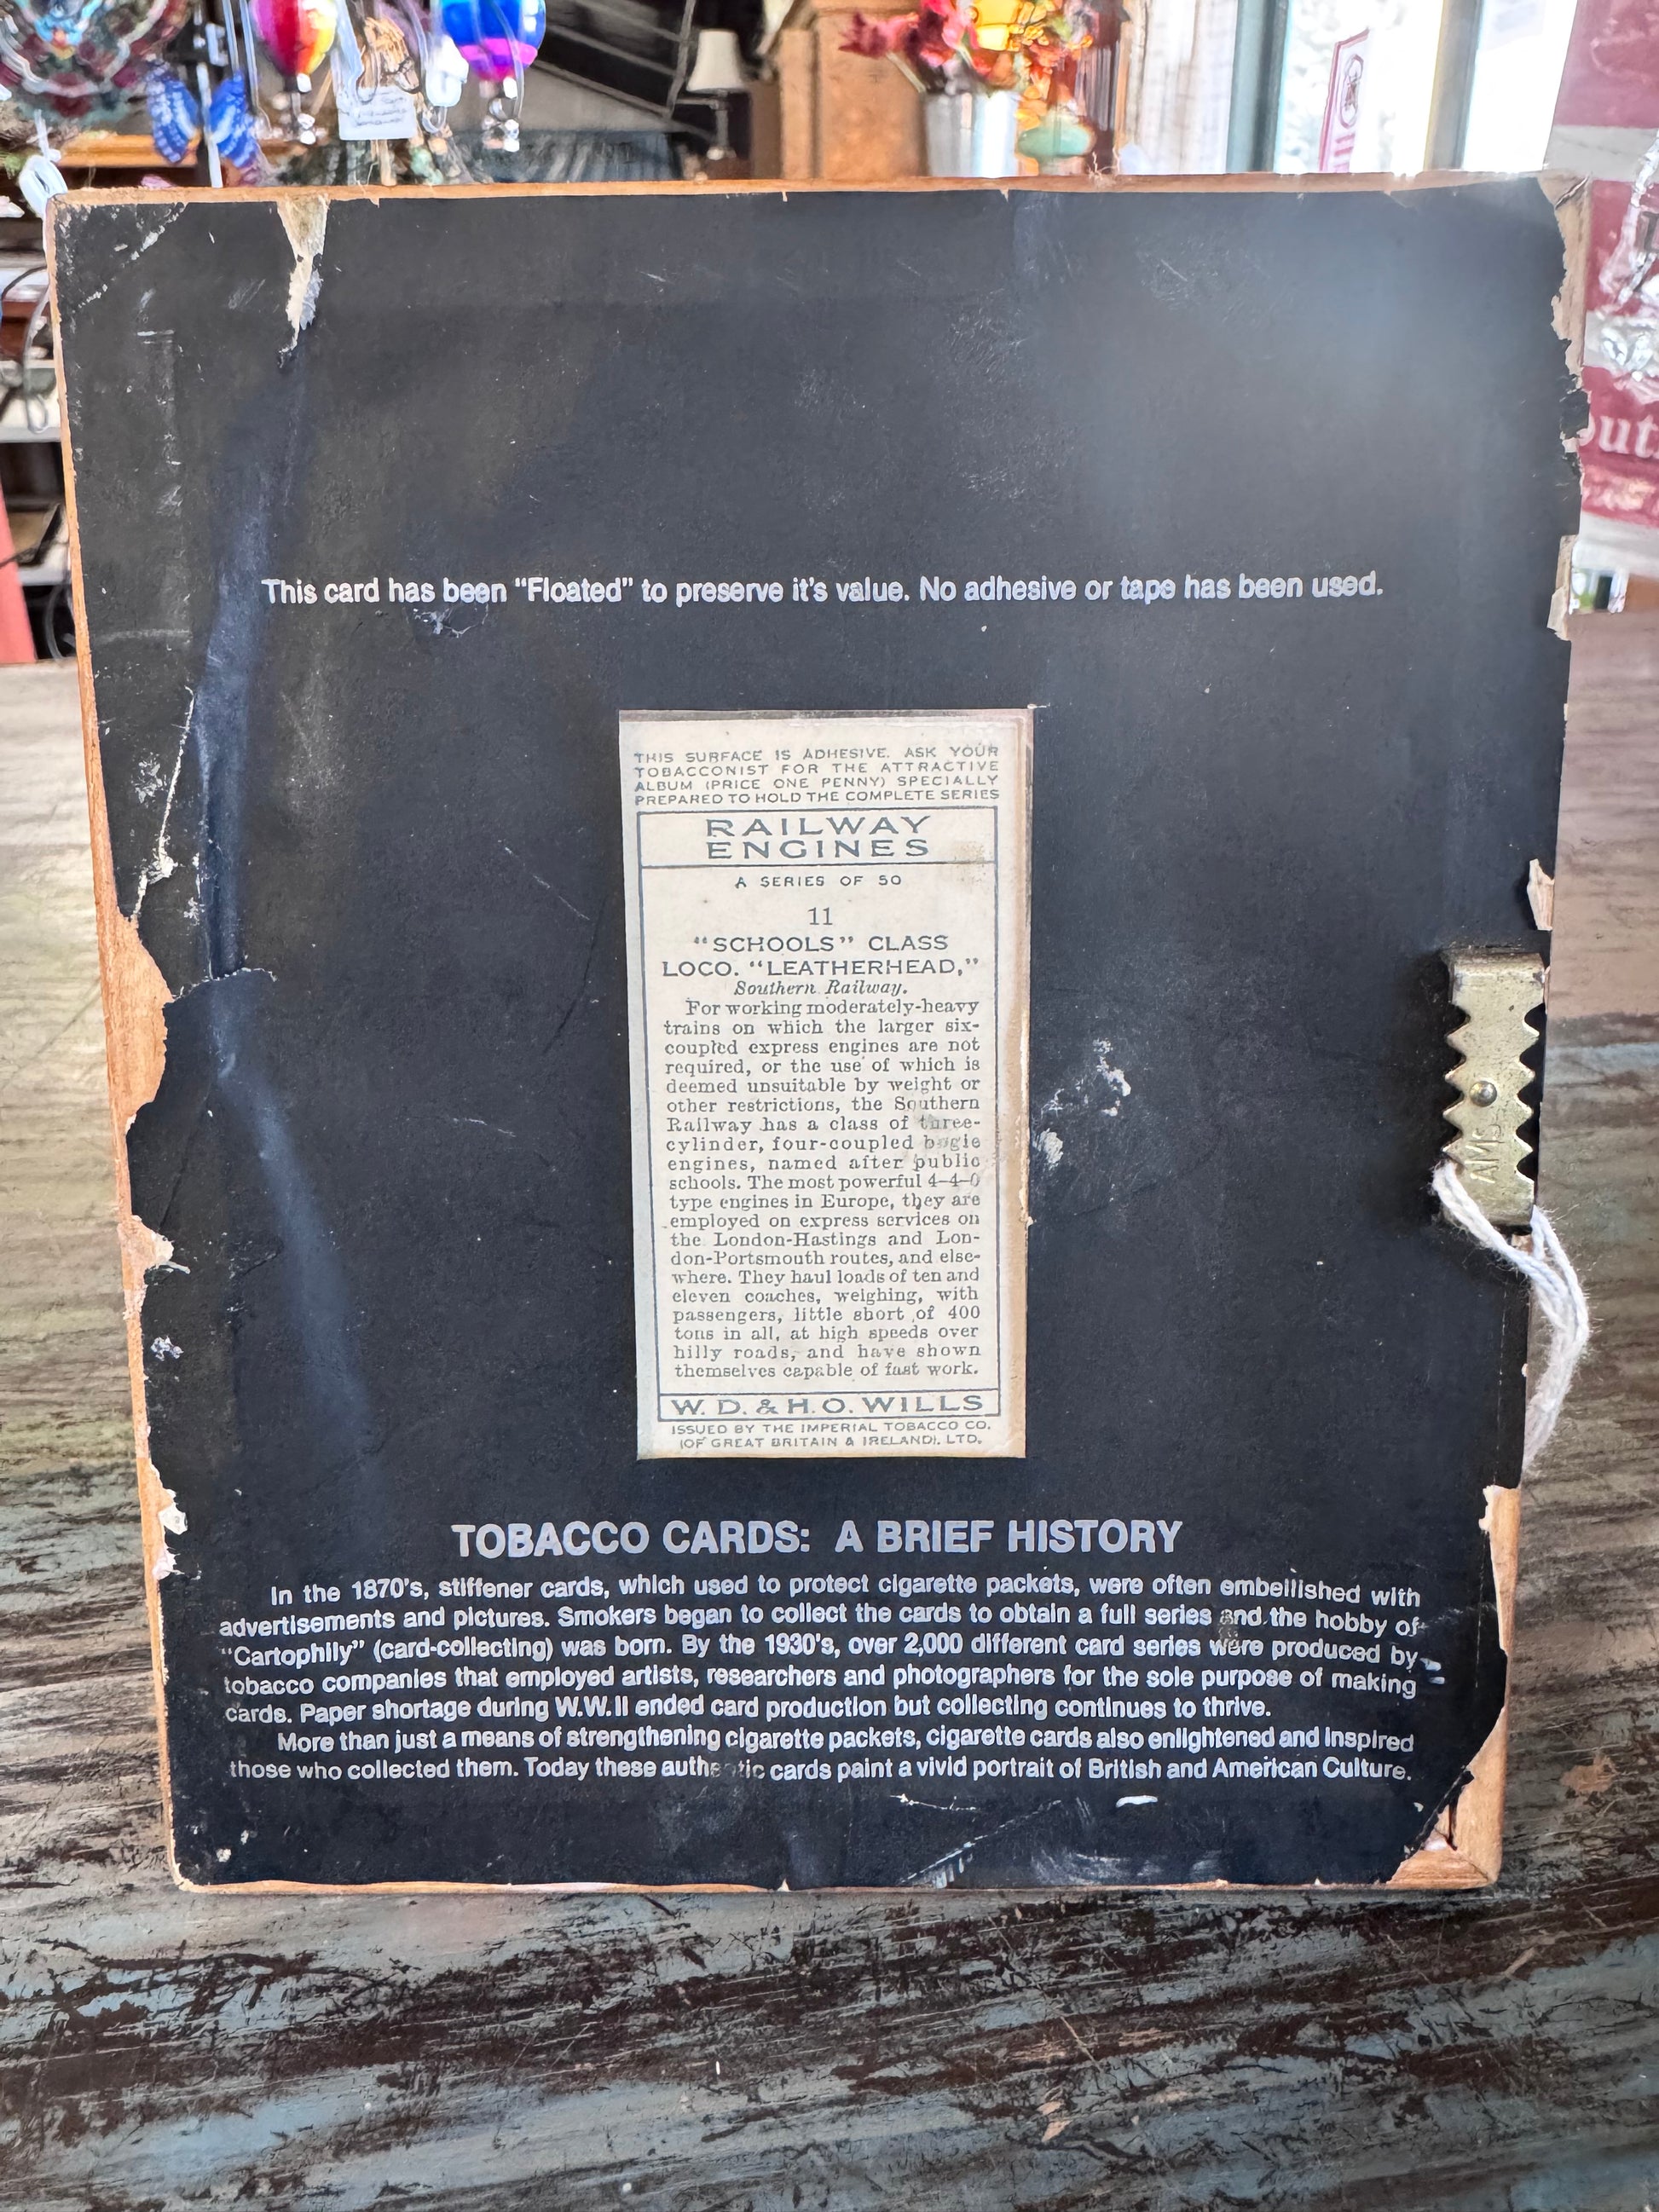 This card has been “Floated” to preserve it's value. No adhesive or tape has been used.
THIS SURFACE IS ADHESIVE. ASK YOUR
TOBACCONIST FOR THE ATTRACTIVE
ALBUM (PRICE ONE PENNY) SPECIALLY
PREPARED TO HOLD THE COMPLETE SERIES
RAILWAY
ENGINES
A SERIES OF 50
11
“SCHOOLS” CLASS
LOCO. “LEATHERHEAD,”
Southern Railway.
For working moderately-heavy
trains on which the larger six-
coupled express engines are not
required, or the use of which is
deemed unsuitable by weight or
other restrictions, the Southern
Railway has a class of three-
cylinder, four-coupled bogie
engines, named after public
schools. The most powerful 4–4–0
type engines in Europe, they are
employed on express services on
the London-Hastings and Lon-
don-Portsmouth routes, and else-
where. They haul loads of ten and
eleven coaches, weighing, with
passengers, little short of 400
tons in all, at high speeds over
hilly roads, and have shown
themselves capable of fast work.
W. D. & H. O. WILLS
ISSUED BY THE IMPERIAL TOBACCO CO.
(OF GREAT BRITAIN & IRELAND), LTD.
AMS
TOBACCO CARDS: A BRIEF HISTORY
In the 1870's, stiffener cards, which used to protect cigarette packets, were often embellished with
advertisements and pictures. Smokers began to collect the cards to obtain a full series and the hobby of
“Cartophily” (card-collecting) was born. By the 1930's, over 2,000 different card series were produced by
tobacco companies that employed artists, researchers and photographers for the sole purpose of making
cards. Paper shortage during W.W.II ended card production but collecting continues to thrive.
More than just a means of strengthening cigarette packets, cigarette cards also enlightened and inspired
those who collected them. Today these authentic cards paint a vivid portrait of British and American Culture.